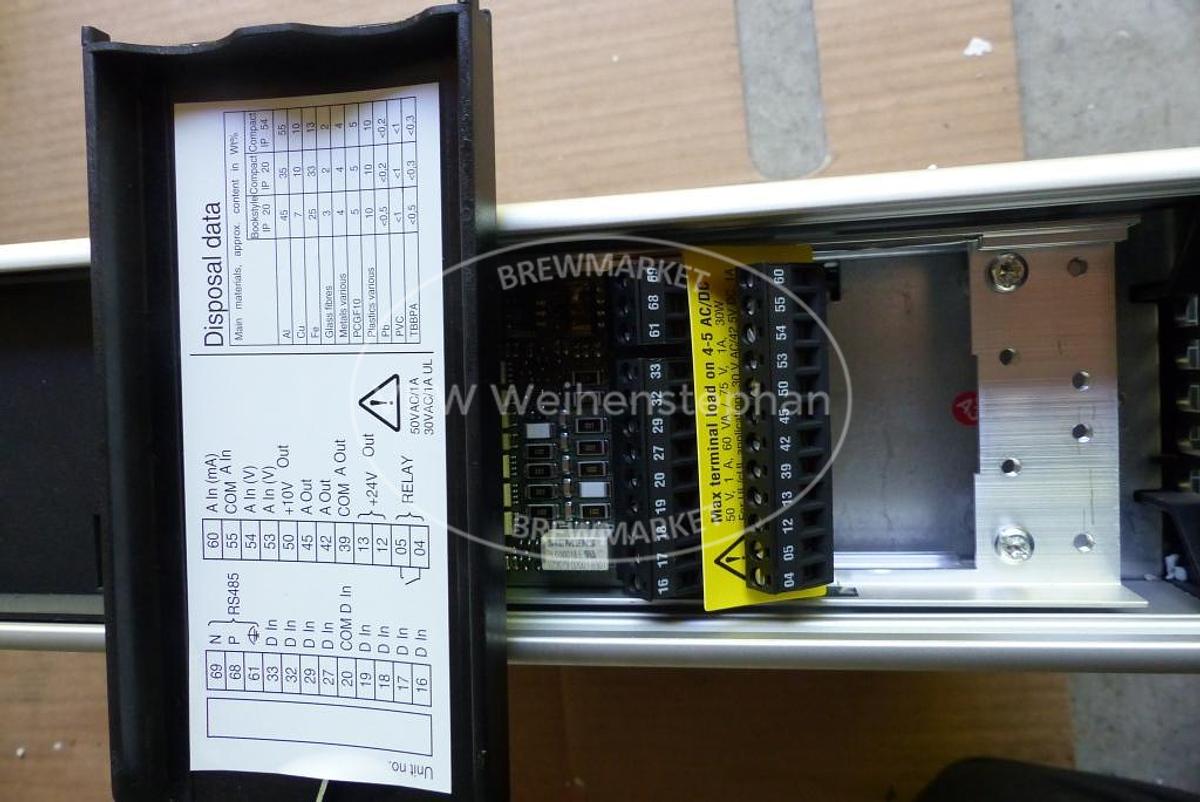 Disposal data
Main materials, approx. content in Wt%
Bookstyle Compact Compact
IP 20 IP 20 IP 54
Al 45 35 55
Cu 7 10 10
Fe 25 33 13
Glass fibres 3 2 2
Metals various 4 4 4
PCGF10 5 5 5
Plastics various 10 10 10
Pb <0,5 <0,2 <0,2
PVC <1 <1 <1
TBBPA <0,5 <0,3 <0,3
50VAC/1A
30VAC/1A UL
60 A In (mA)
55 COM A In
54 A In (V)
53 A In (V)
50 +10V Out
45 A Out
42 A Out
39 COM A Out
13
12 +24V Out
05
04 RELAY
69 N
68 P RS485
61
33 D In
32 D In
29 D In
27 D In
20 COM D In
19 D In
18 D In
17 D In
16 D In
Unit no.
16 17 18 19 20 27 29 32 33 61 68 69
Max terminal load on 4-5 AC/DC
50 V, 1 A, 60 VA / 75 V, 1A, 30W
04 05 12 13 39 42 45 50 53 54 55 60
BREWMARKET
W Weihenstephan
BREWMARKET